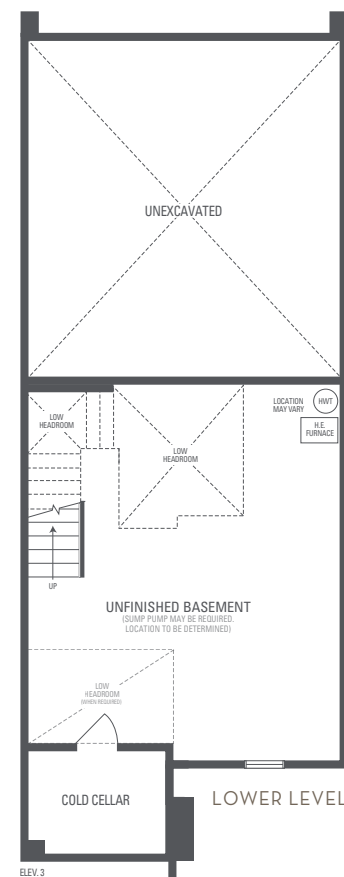 UNEXCAVATED
LOCATION
MAY VARY
HWT
H.E.
FURNACE
LOW
HEADROOM
LOW
HEADROOM
UP
UNFINISHED BASEMENT
(SUMP PUMP MAY BE REQUIRED.
LOCATION TO BE DETERMINED)
LOW
HEADROOM
(WHEN REQUIRED)
COLD CELLAR
LOWER LEVEL
ELEV. 3